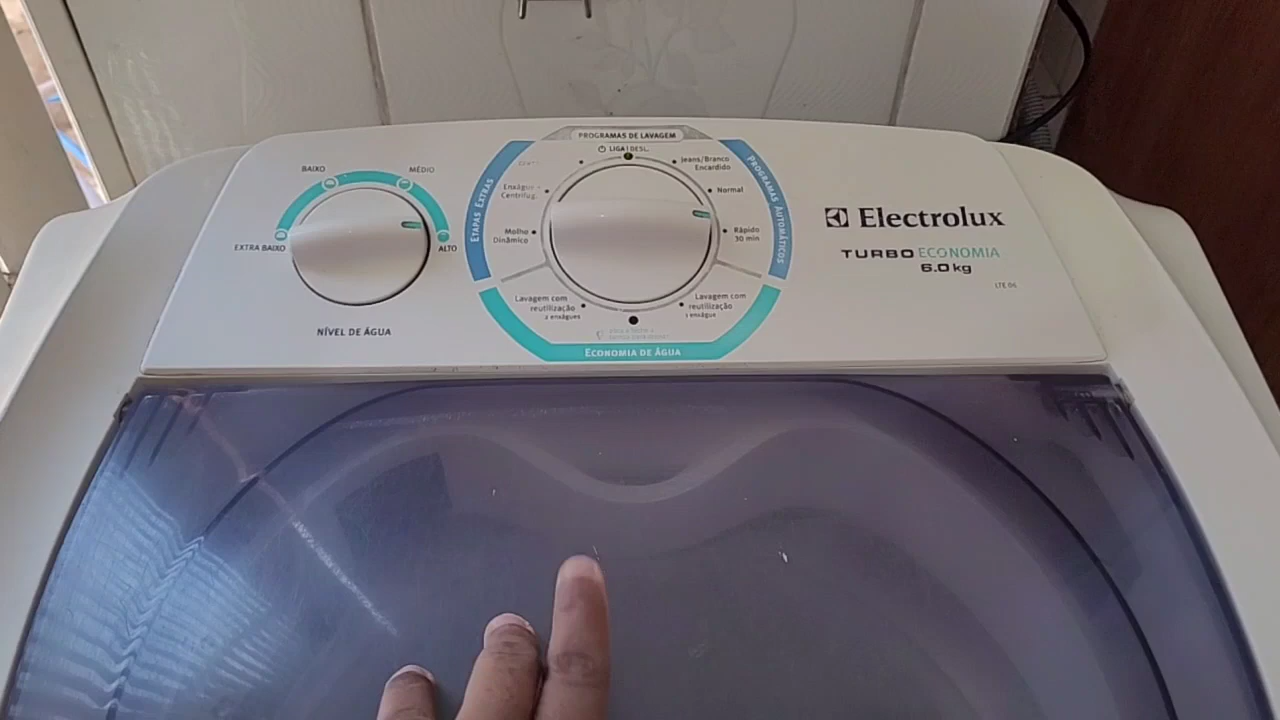 PROGRAMAS DE LAVAGEM
LIGA/DESL.
BAIXO
MÉDIO
EXTRA BAIXO
ALTO
NÍVEL DE ÁGUA
ETAPAS EXTRAS
Enxágue -
Centrifug.
Molho
Dinâmico
Jeans/Branco
Encardido
Normal
Rápido
30 min
PROGRAMAS AUTOMÁTICOS
Lavagem com
reutilização
2 enxágues
Lavagem com
reutilização
1 enxágue
ECONOMIA DE ÁGUA
Electrolux
TURBO ECONOMIA
6.0kg
LTE 06